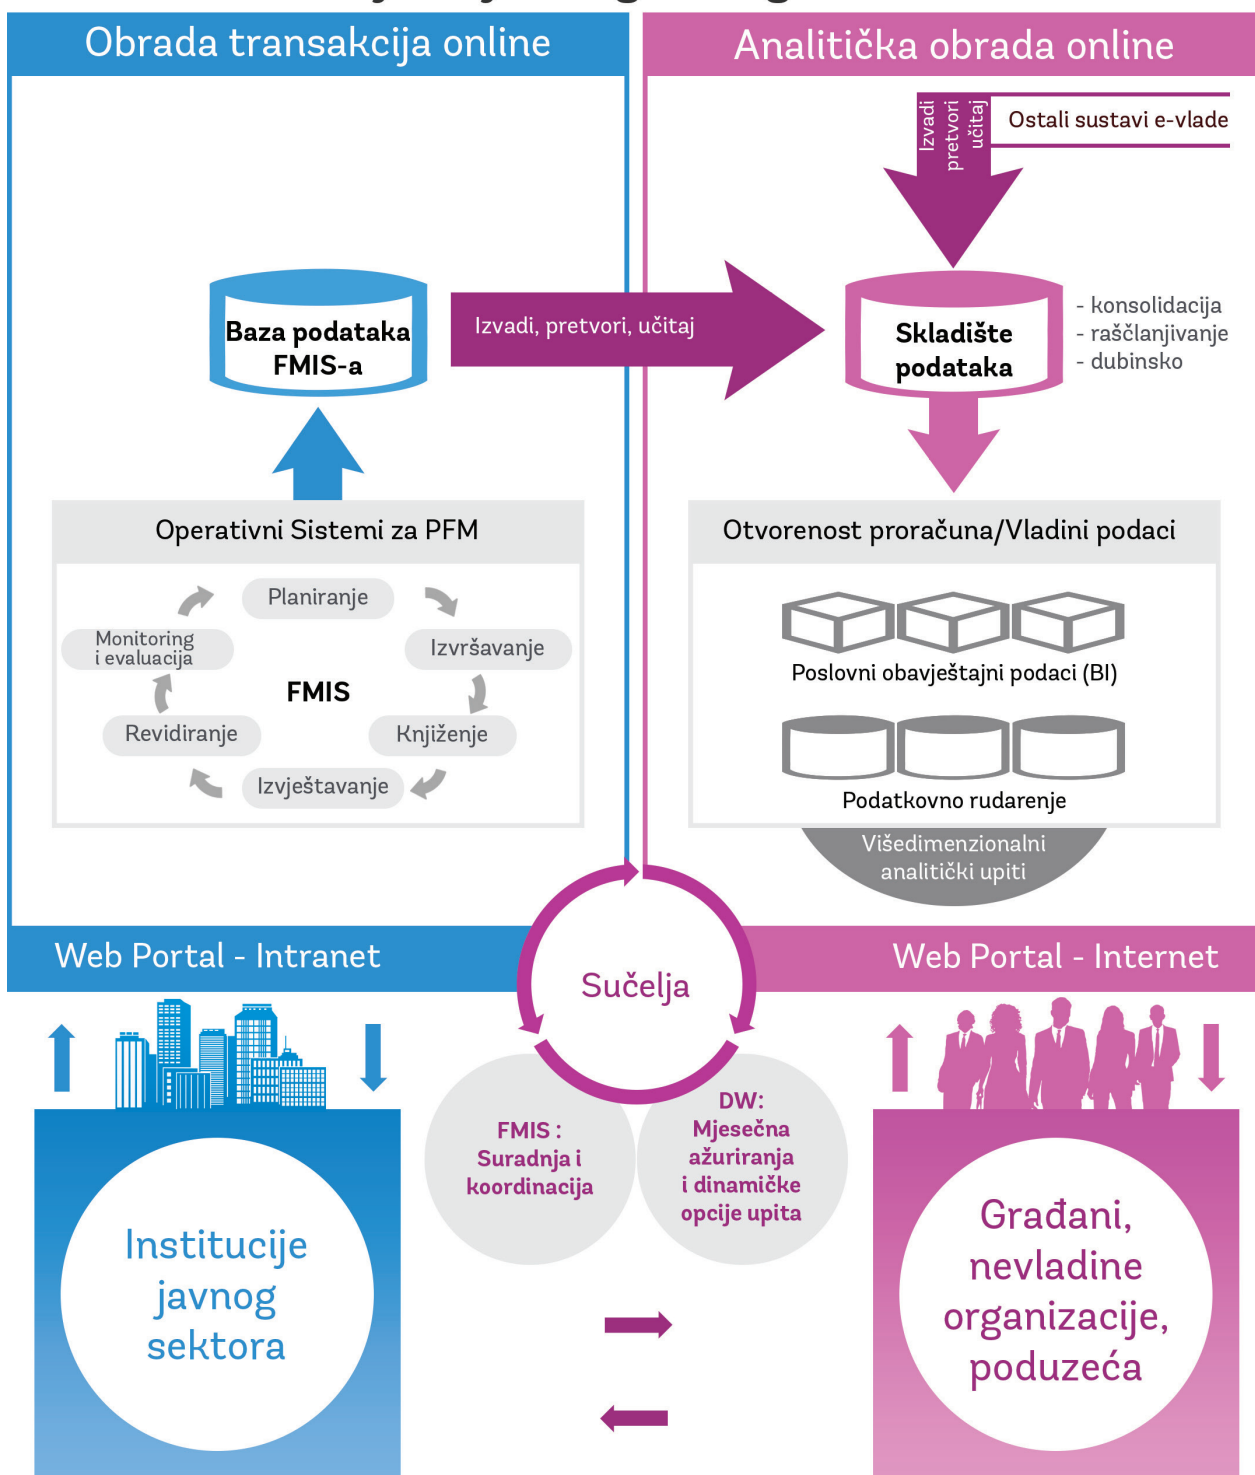 Obrada transakcija online
Analitička obrada online
Izvadi
pretvori
učitaj
Ostali sustavi e-vlade
Baza podataka
FMIS-a
Izvadi, pretvori, učitaj
Skladište
podataka
- konsolidacija
- raščlanjivanje
- dubinsko
Operativni Sistemi za PFM
Planiranje
Izvršavanje
Knjiženje
Izvještavanje
Revidiranje
Monitoring
i evaluacija
FMIS
Otvorenost proračuna/Vladini podaci
Poslovni obavještajni podaci (BI)
Podatkovno rudarenje
Višedimenzionalni
analitički upiti
Web Portal - Intranet
Sučelja
Web Portal - Internet
FMIS :
Suradnja i
koordinacija
DW:
Mjesečna
ažuriranja
i dinamičke
opcije upita
Institucije
javnog
sektora
Građani,
nevladine
organizacije,
poduzeća